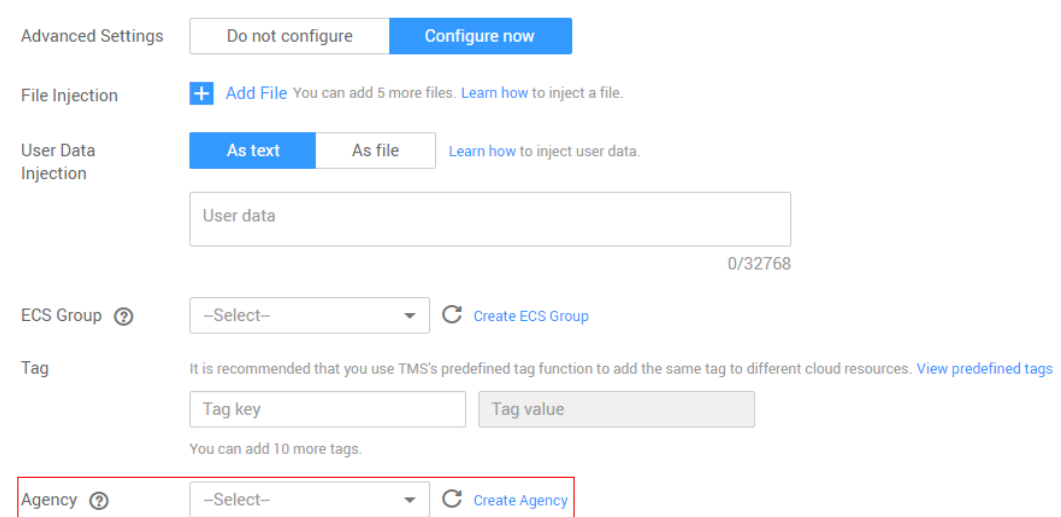 Advanced Settings Do not configure Configure now
File Injection Add File You can add 5 more files. Learn how to inject a file.
User Data Injection As text As file Learn how to inject user data.
User data
0/32768
ECS Group --Select-- Create ECS Group
Tag It is recommended that you use TMS's predefined tag function to add the same tag to different cloud resources. View predefined tags
Tag key Tag value
You can add 10 more tags.
Agency --Select-- Create Agency